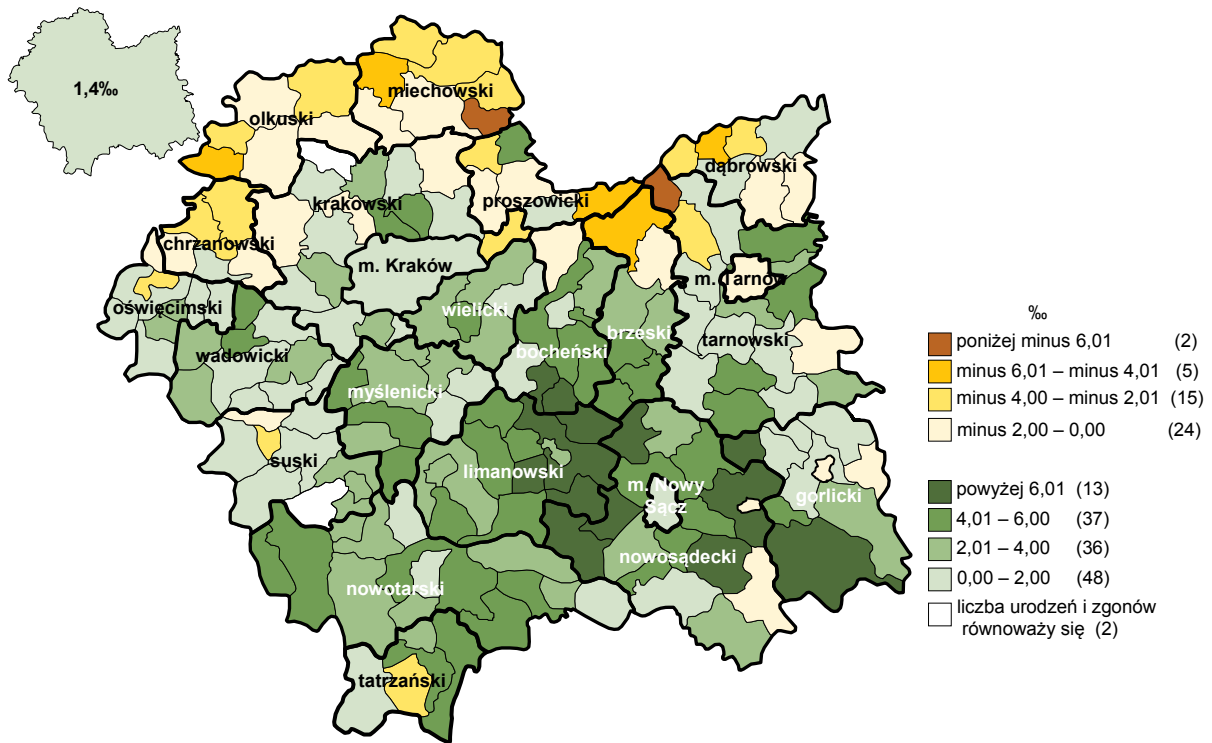 1,4‰
miechowski
olkuski
dąbrowski
krakowski
proszowicki
chrzanowski
m. Kraków
m. Tarnów
oświęcimski
wielicki
brzeski
tarnowski
wadowicki
bocheński
myślenicki
suski
limanowski
m. Nowy
Sącz
gorlicki
nowosądecki
nowotarski
tatrzański
‰
poniżej minus 6,01 (2)
minus 6,01 – minus 4,01 (5)
minus 4,00 – minus 2,01 (15)
minus 2,00 – 0,00 (24)
powyżej 6,01 (13)
4,01 – 6,00 (37)
2,01 – 4,00 (36)
0,00 – 2,00 (48)
liczba urodzeń i zgonów
równoważy się (2)